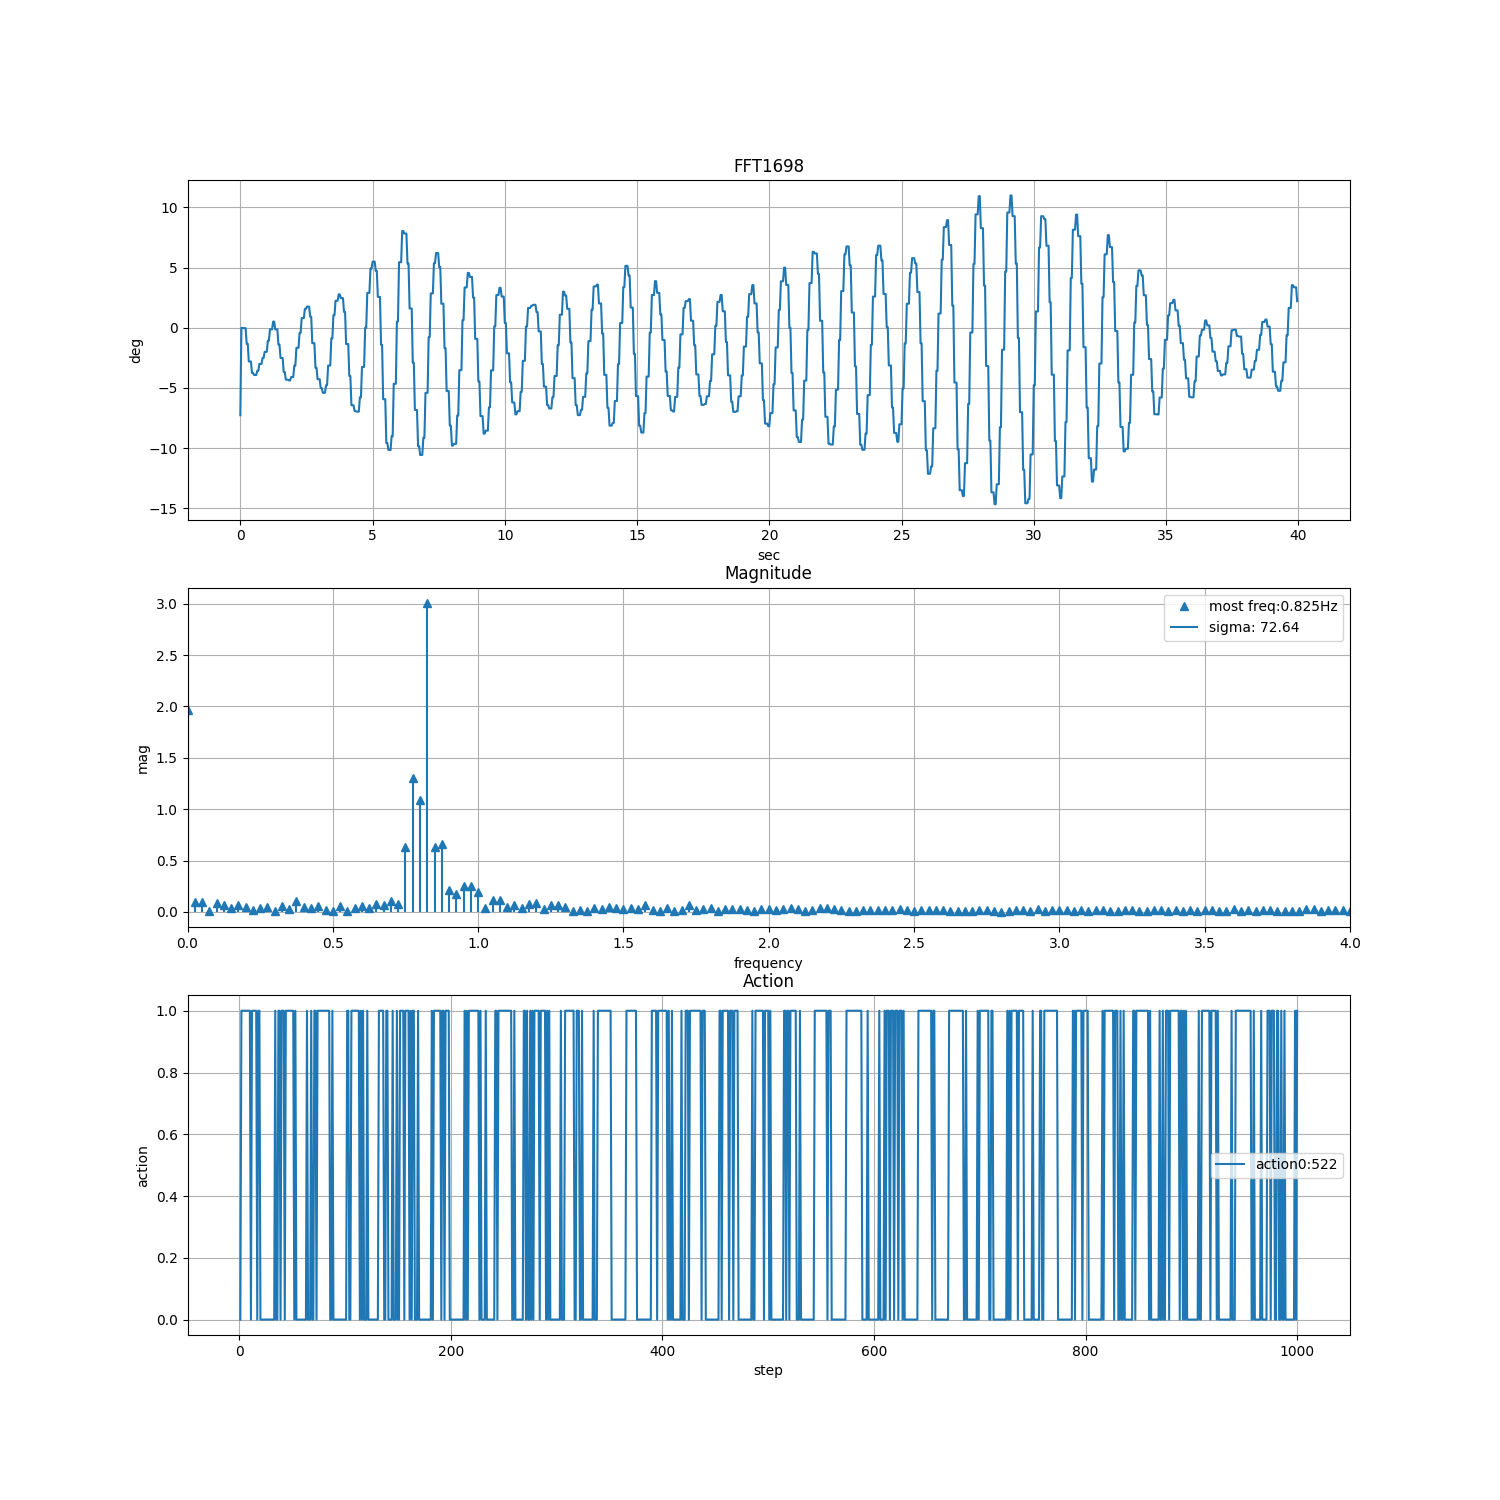 FFT1698
10
5
0
−5
−10
−15
deg
0 5 10 15 20 25 30 35 40
sec
Magnitude
3.0
2.5
2.0
1.5
1.0
0.5
0.0
mag
most freq:0.825Hz
sigma: 72.64
0.0 0.5 1.0 1.5 2.0 2.5 3.0 3.5 4.0
frequency
Action
1.0
0.8
0.6
0.4
0.2
0.0
action
action0:522
0 200 400 600 800 1000
step